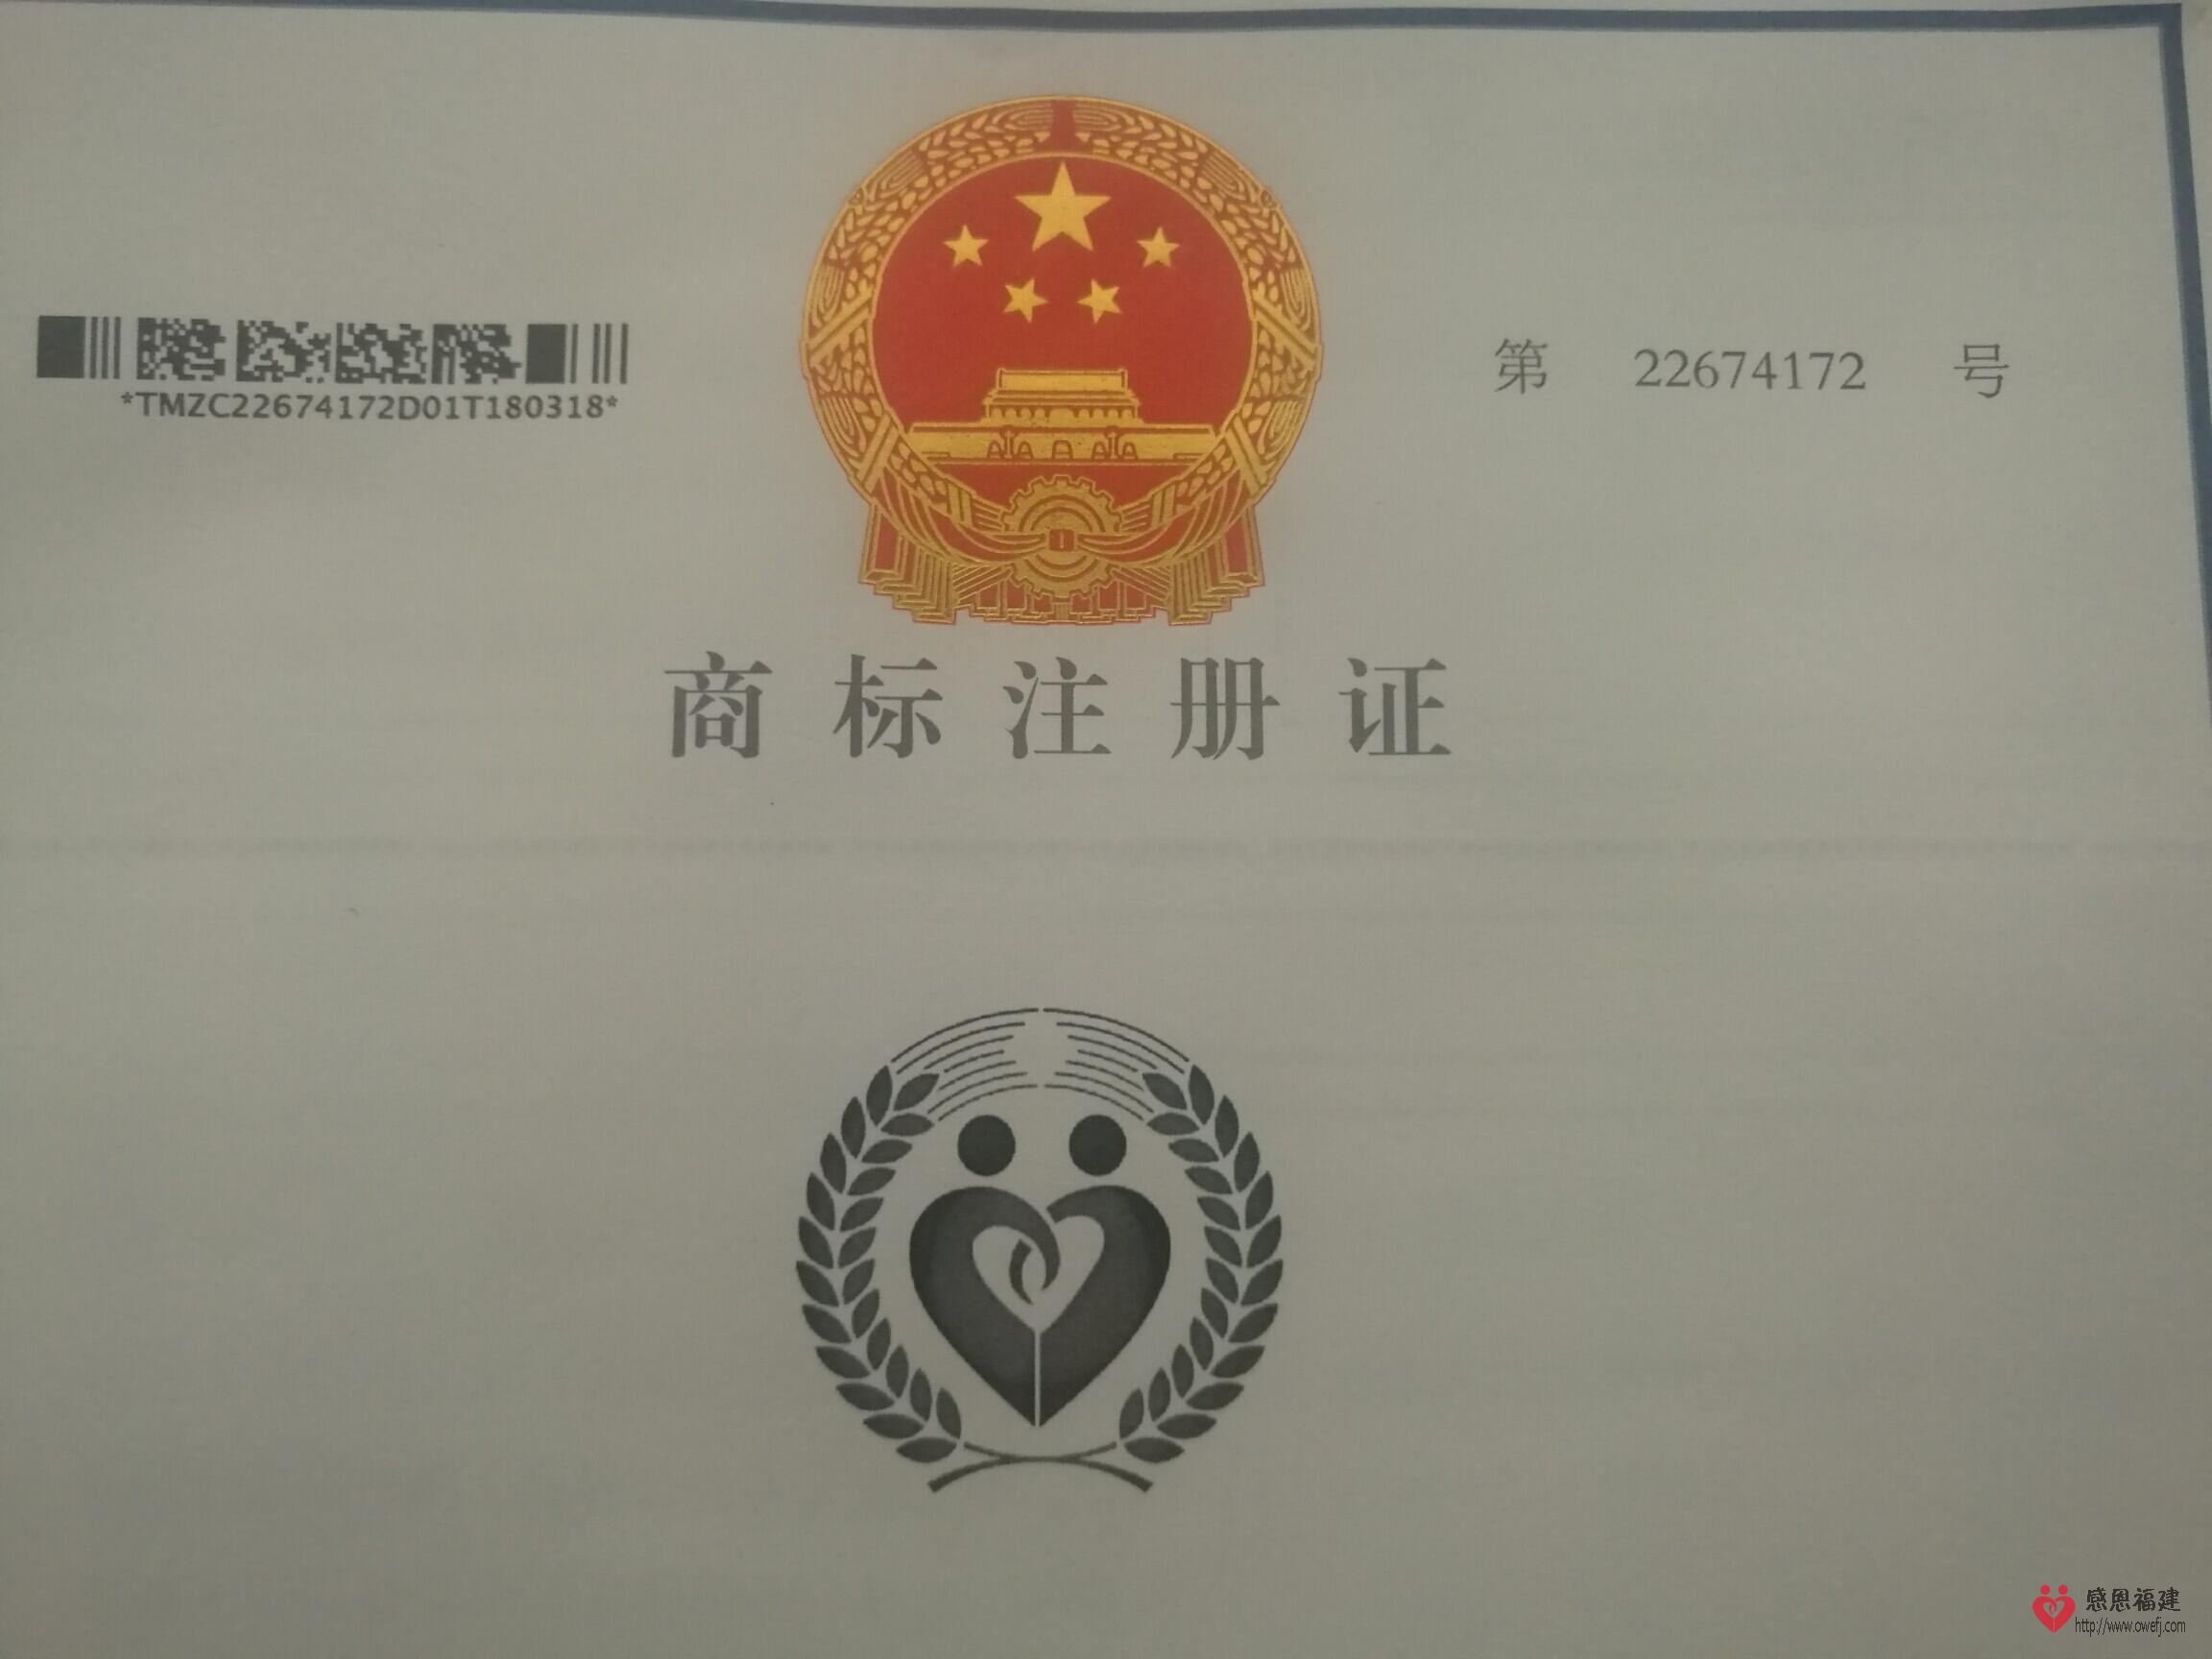 *TMZC22674172D01T180318*
第 22674172 号
商标注册证
感恩福建
http://www.owefj.com